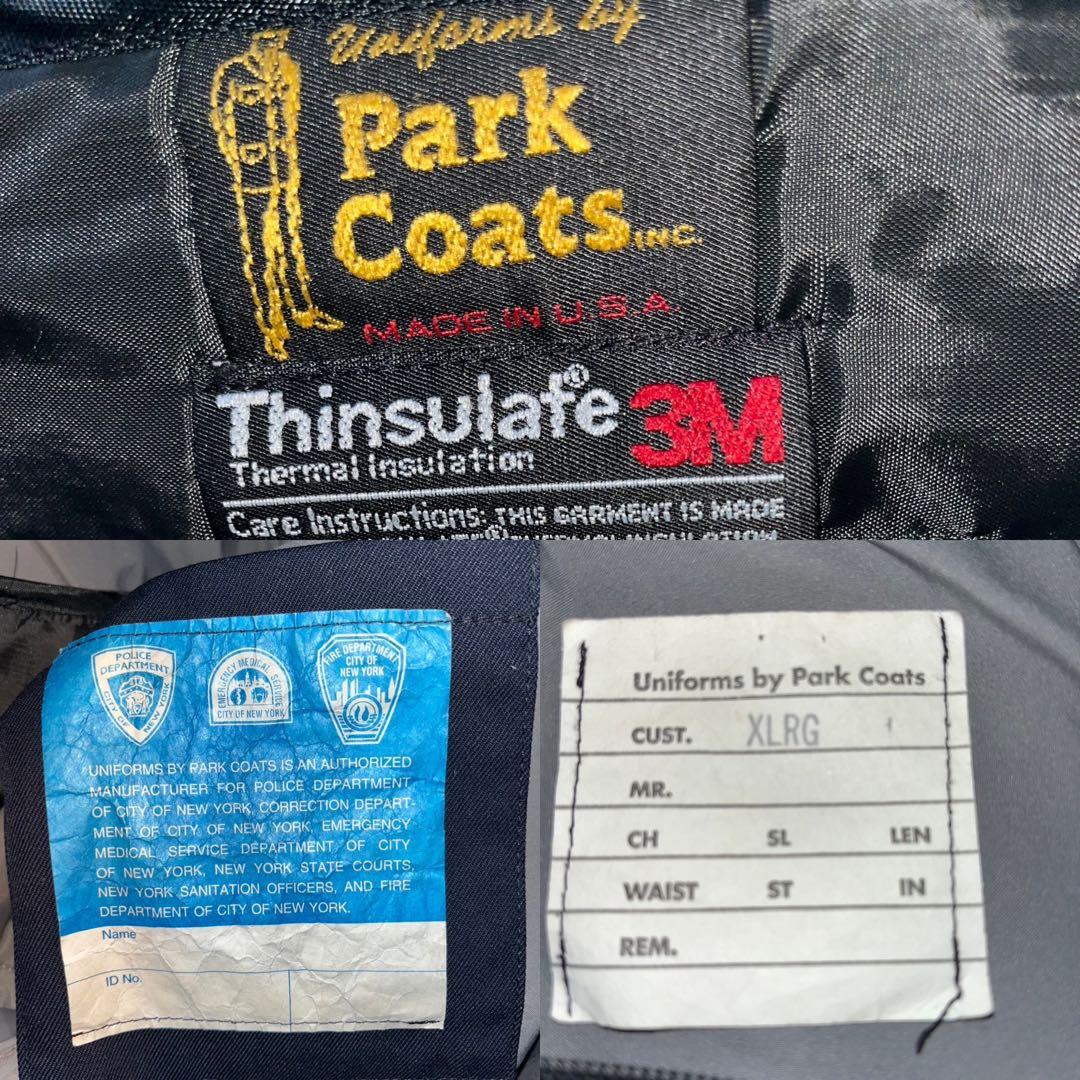 Uniforms by
Park
Coats INC.
MADE IN U.S.A.
Thinsulate® 3M
Thermal Insulation
Care Instructions: THIS GARMENT IS MADE
INSULATION
POLICE
DEPARTMENT
CITY OF NEW YORK
EMERGENCY MEDICAL SERVICE
CITY OF NEW YORK
FIRE DEPARTMENT
CITY OF
NEW YORK
UNIFORMS BY PARK COATS IS AN AUTHORIZED
MANUFACTURER FOR POLICE DEPARTMENT
OF CITY OF NEW YORK, CORRECTION DEPART-
MENT OF CITY OF NEW YORK, EMERGENCY
MEDICAL SERVICE DEPARTMENT OF CITY
OF NEW YORK, NEW YORK STATE COURTS,
NEW YORK SANITATION OFFICERS, AND FIRE
DEPARTMENT OF CITY OF NEW YORK.
Name
ID No.
Uniforms by Park Coats
CUST. XLRG
MR.
CH SL LEN
WAIST ST IN
REM.